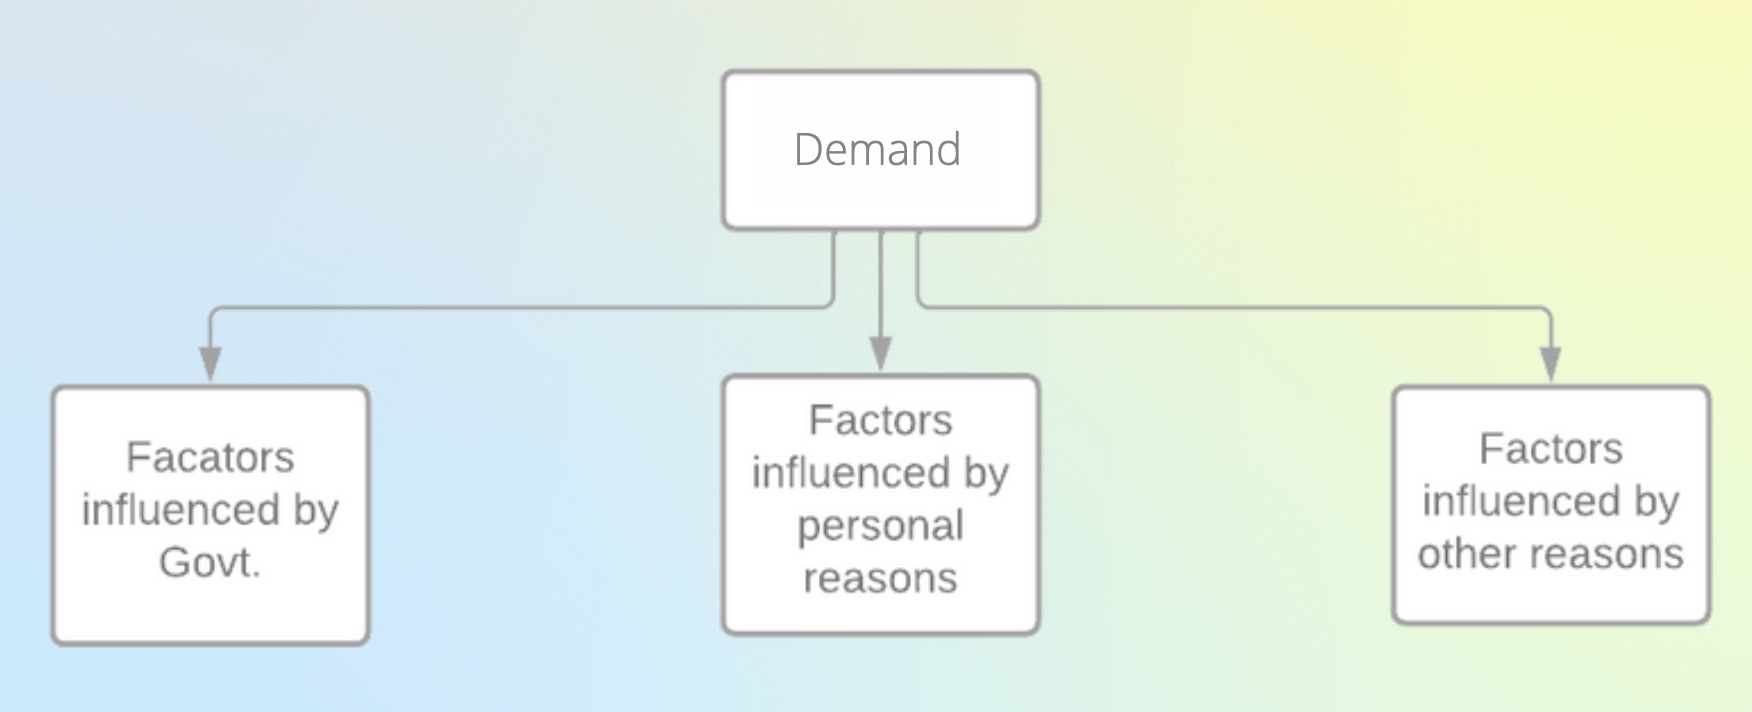 Demand
Facators
influenced by
Govt.
Factors
influenced by
personal
reasons
Factors
influenced by
other reasons